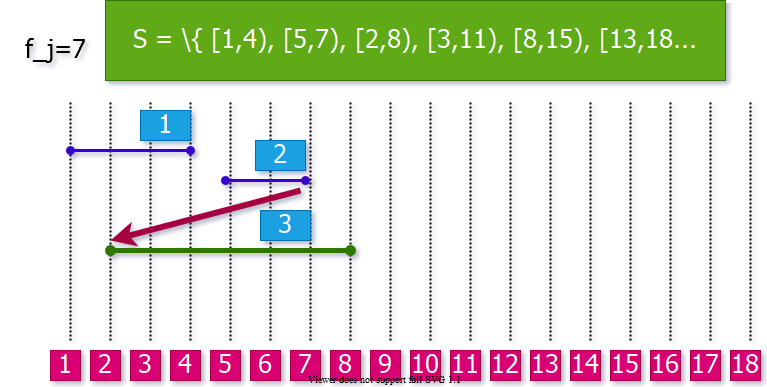 f_j=7
S = \{ [1,4), [5,7), [2,8), [3,11), [8,15), [13,18...
1
2
3
1 2 3 4 5 6 7 8 9 10 11 12 13 14 15 16 17 18
Viewer does not support full SVG 1.1